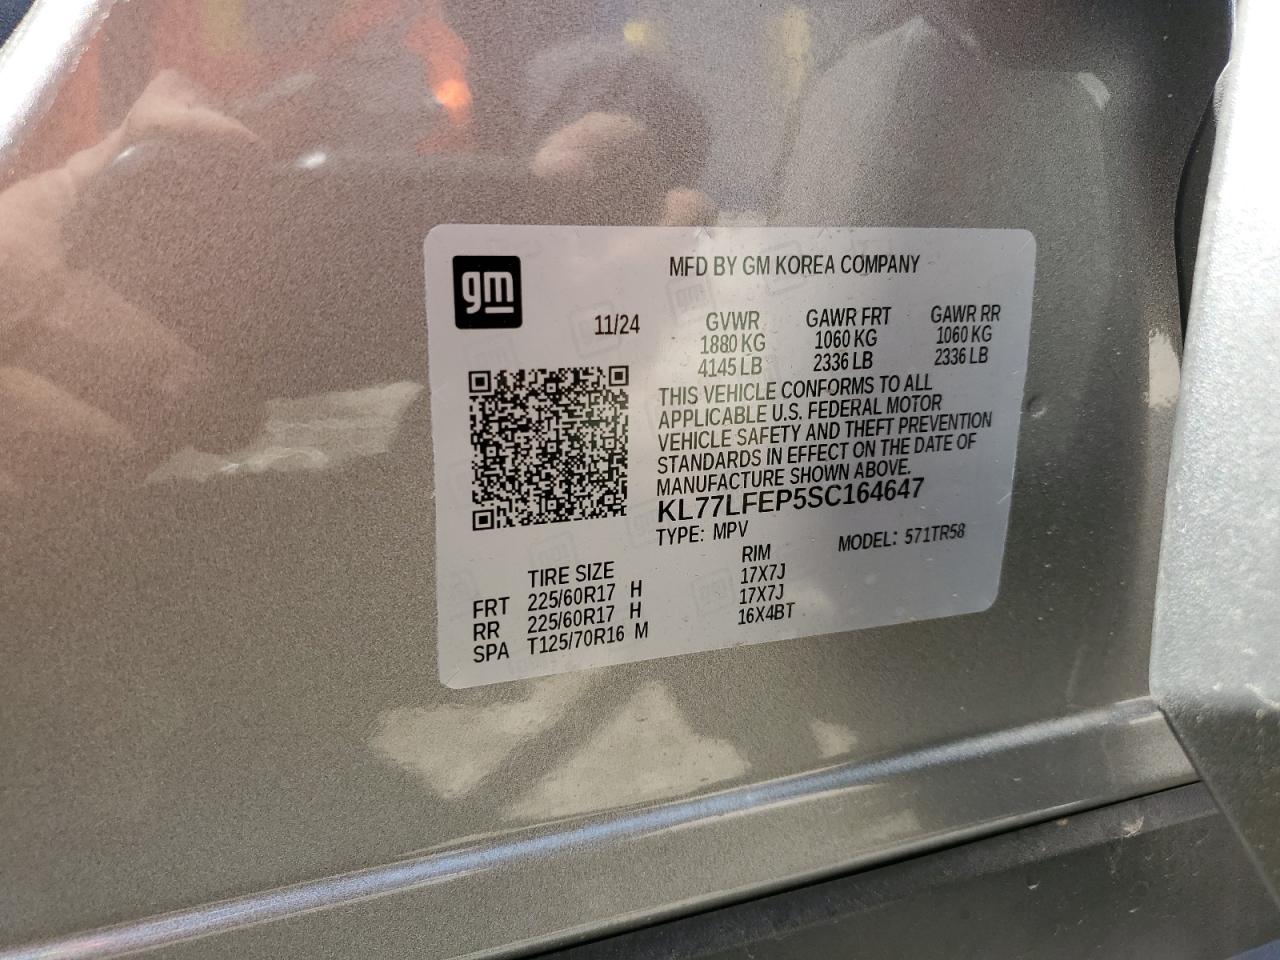 gm
MFD BY GM KOREA COMPANY
11/24
GVWR GAWR FRT GAWR RR
1880 KG 1060 KG 1060 KG
4145 LB 2336 LB 2336 LB
THIS VEHICLE CONFORMS TO ALL
APPLICABLE U.S. FEDERAL MOTOR
VEHICLE SAFETY AND THEFT PREVENTION
STANDARDS IN EFFECT ON THE DATE OF
MANUFACTURE SHOWN ABOVE.
KL77LFEP5SC164647
TYPE: MPV MODEL: 571TR58
TIRE SIZE RIM
FRT 225/60R17 H 17X7J
RR 225/60R17 H 17X7J
SPA T125/70R16 M 16X4BT